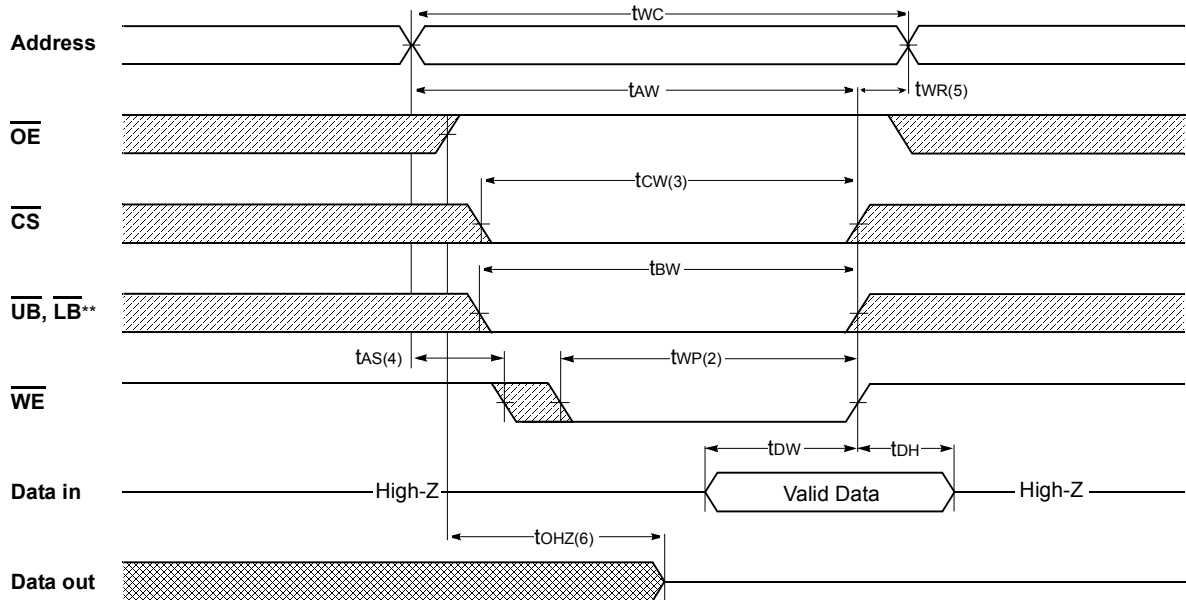 tWC
Address
tAW
tWR(5)
OE
tCW(3)
CS
tBW
UB, LB**
tAS(4)
tWP(2)
WE
tDW
tDH
Data in
High-Z
Valid Data
High-Z
tOHZ(6)
Data out